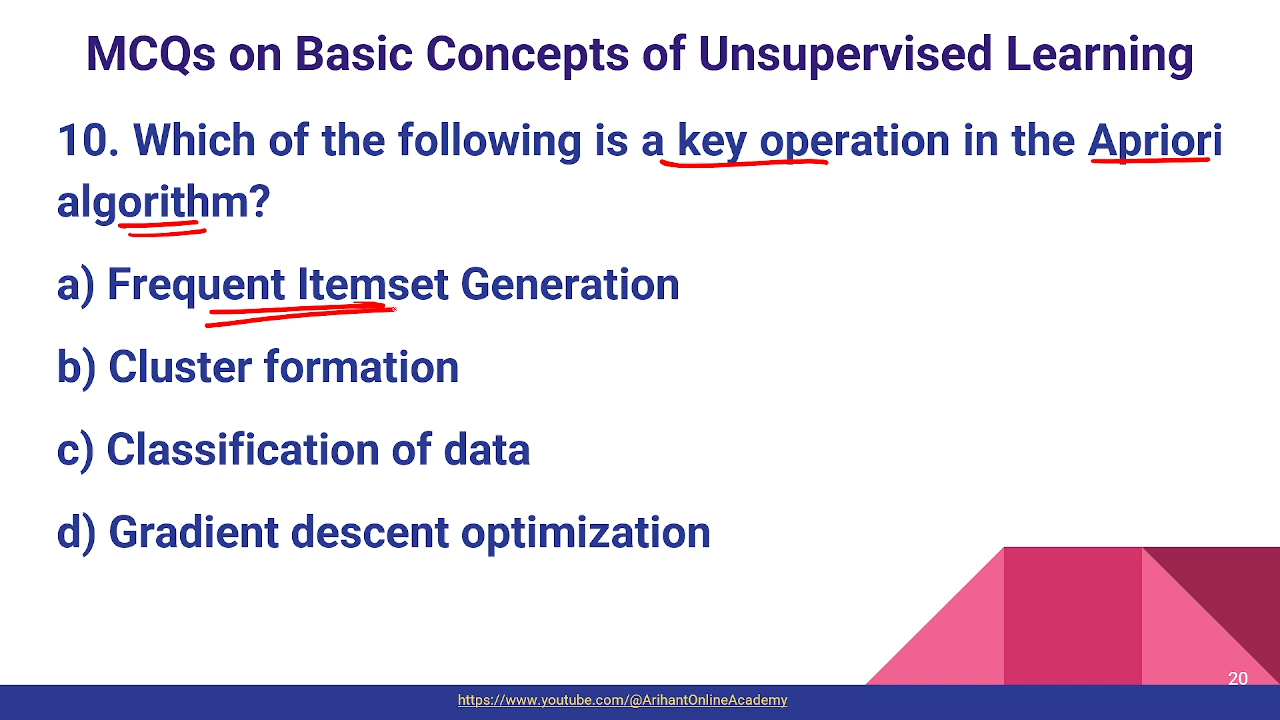 MCQs on Basic Concepts of Unsupervised Learning
10. Which of the following is a key operation in the Apriori
algorithm?
a) Frequent Itemset Generation
b) Cluster formation
c) Classification of data
d) Gradient descent optimization
20
https://www.youtube.com/@ArihantOnlineAcademy